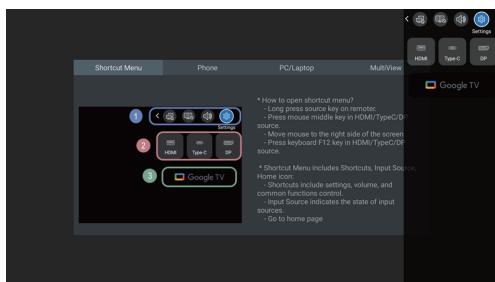 Settings
HDMI
Type-C
DP
Google TV
Shortcut Menu
Phone
PC/Laptop
MultiView
1
Settings
2
HDMI
Type-C
DP
3
Google TV
* How to open shortcut menu?
- Long press source key on remoter.
- Press mouse middle key in HDMI/TypeC/DP
source.
- Move mouse to the right side of the screen
- Press keyboard F12 key in HDMI/TypeC/DP
source.
* Shortcut Menu includes Shortcuts, Input Source,
Home icon:
- Shortcuts include settings, volume, and
common functions control.
- Input Source indicates the state of input
sources.
- Go to home page